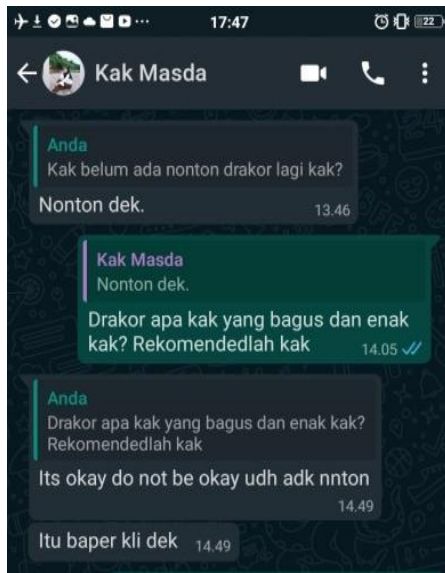 17:47
22
Kak Masda
Anda
Kak belum ada nonton drakor lagi kak?
Nonton dek.
13.46
Kak Masda
Nonton dek.
Drakor apa kak yang bagus dan enak
kak? Rekomendedlah kak
14.05
Anda
Drakor apa kak yang bagus dan enak kak?
Rekomendedlah kak
Its okay do not be okay udh adk nnton
14.49
Itu baper kli dek 14.49